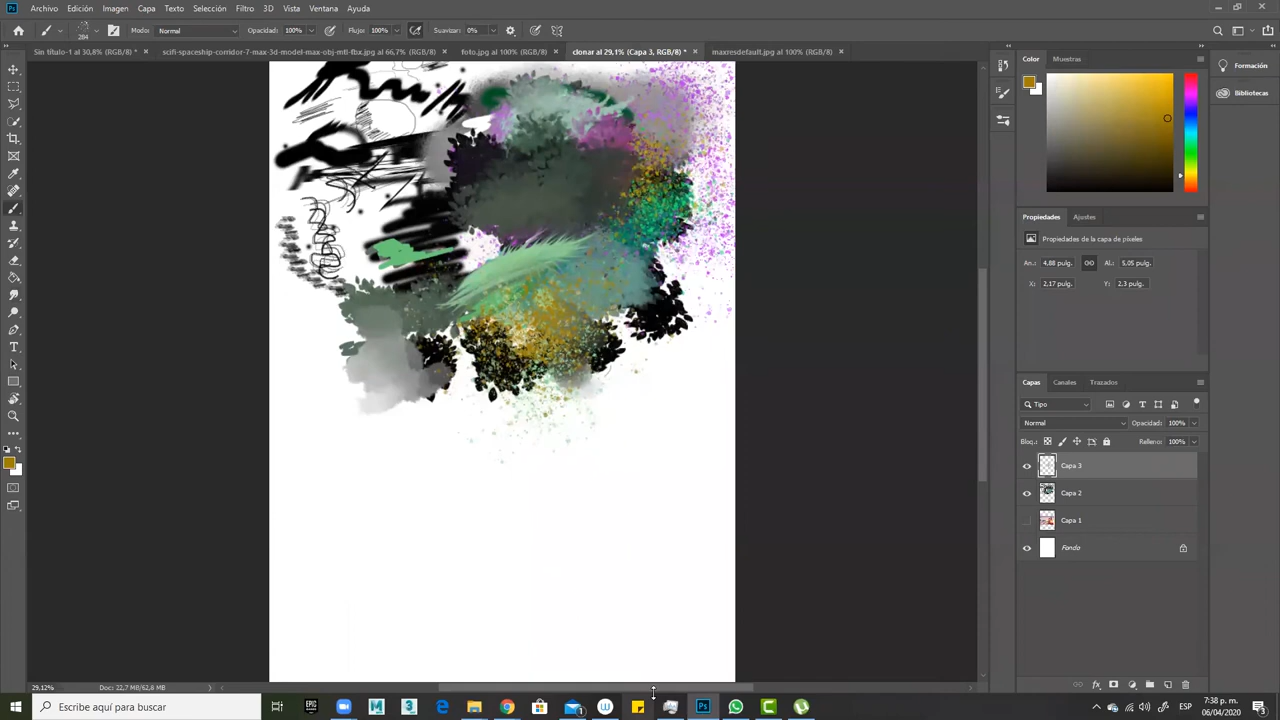 Archivo Edición Imagen Capa Texto Selección Filtro 3D Vista Ventana Ayuda
284 Modo: Normal Opacidad: 100% Flujo: 100% Suavizar: 0%
Sin título-1 al 30,8% (RGB/8) * × scifi-spaceship-corridor-7-max-3d-model-max-obj-mtl-fbx.jpg al 66,7% (RGB/8) × foto.jpg al 100% (RGB/8) × clonar al 29,1% (Capa 3, RGB/8) * × maxresdefault.jpg al 100% (RGB/8) ×
Color Muestras
Formación
Bibliotecas
Propiedades Ajustes
Propiedades de la capa de píxeles
An.: 4,88 pulg. Al.: 5,05 pulg.
X: 2,17 pulg. Y: 2,3 pulg.
Capas Canales Trazados
Tipo
Normal Opacidad: 100%
Bloq.: Relleno: 100%
Capa 3
Capa 2
Capa 1
Fondo
29,12% Doc: 22,7 MB/62,8 MB
Escribe aquí para buscar
ESP 7:38 p. m.
06/04/2020